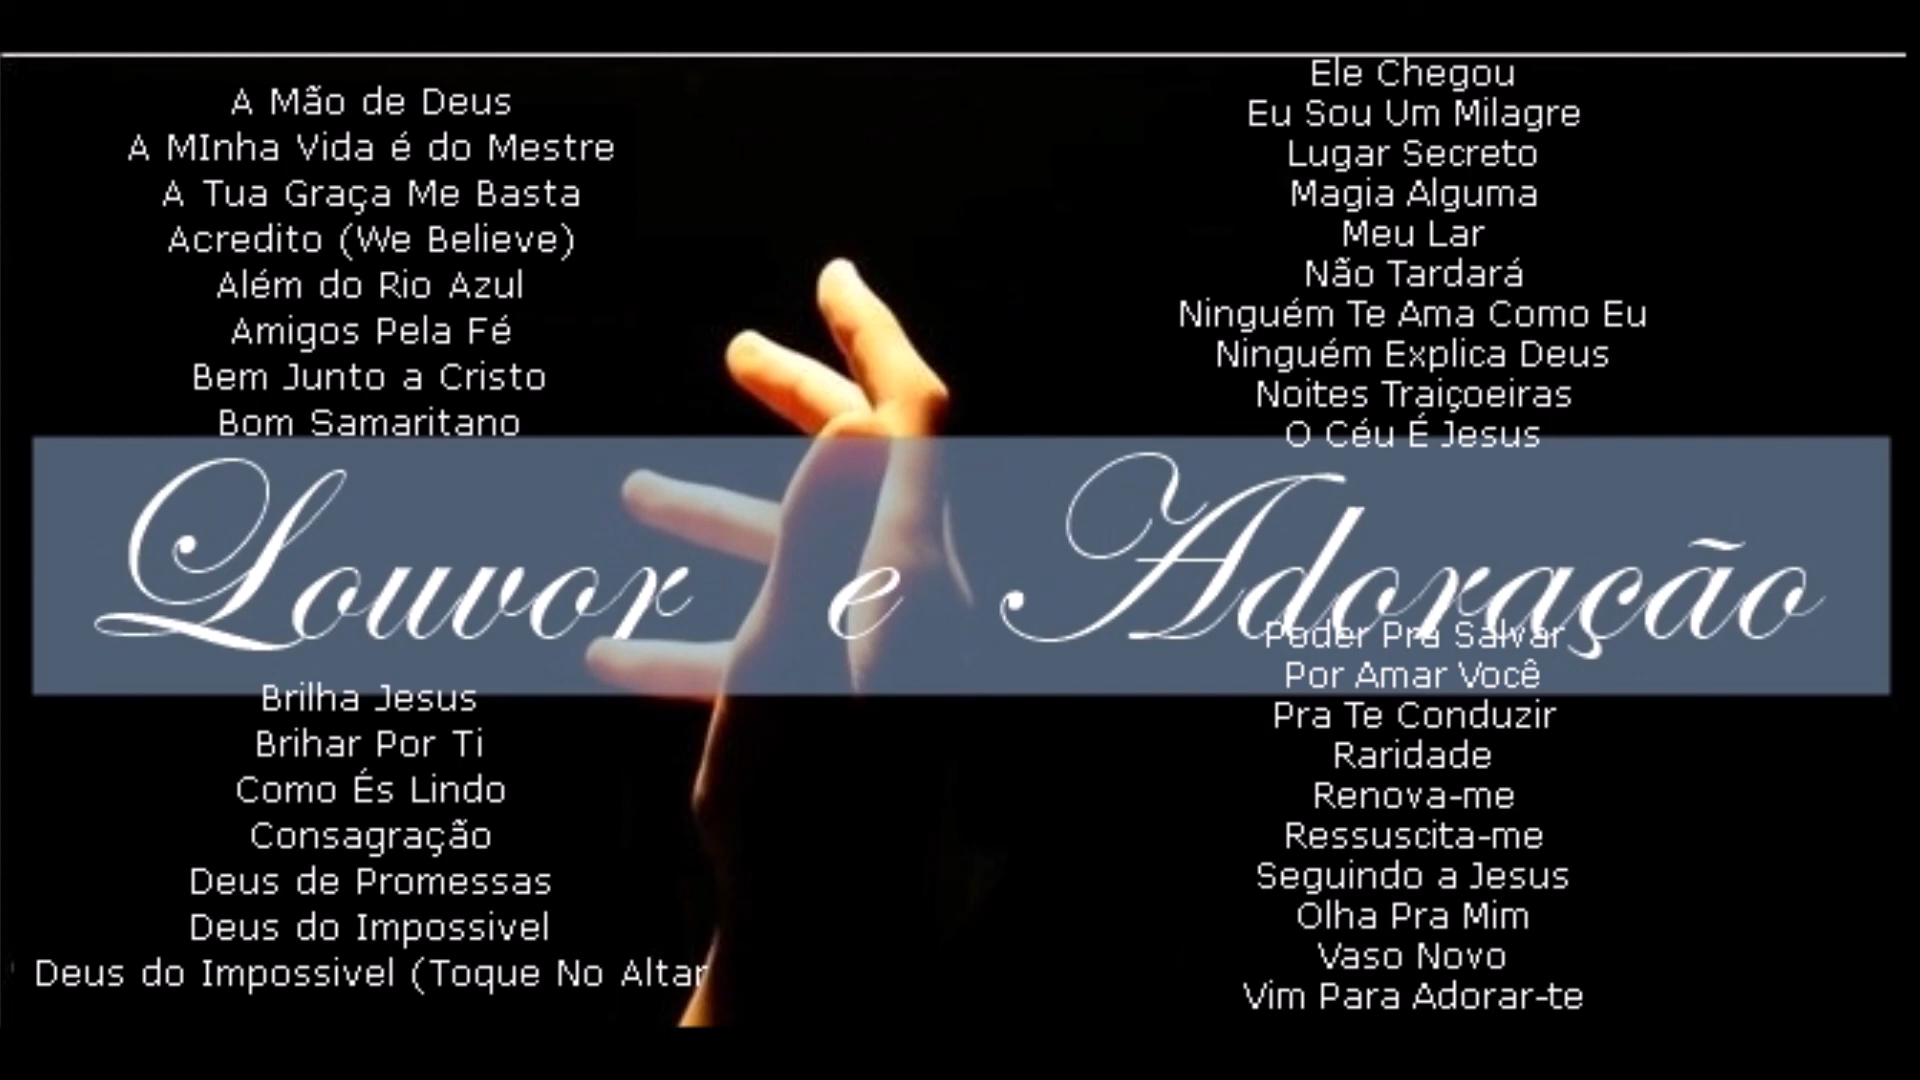 A Mão de Deus
A MInha Vida é do Mestre
A Tua Graça Me Basta
Acredito (We Believe)
Além do Rio Azul
Amigos Pela Fé
Bem Junto a Cristo
Bom Samaritano
Louvor e Adoração
Brilha Jesus
Brihar Por Ti
Como És Lindo
Consagração
Deus de Promessas
Deus do Impossivel
Deus do Impossivel (Toque No Altar
Ele Chegou
Eu Sou Um Milagre
Lugar Secreto
Magia Alguma
Meu Lar
Não Tardará
Ninguém Te Ama Como Eu
Ninguém Explica Deus
Noites Traiçoeiras
O Céu É Jesus
Poder Pra Salvar
Por Amar Você
Pra Te Conduzir
Raridade
Renova-me
Ressuscita-me
Seguindo a Jesus
Olha Pra Mim
Vaso Novo
Vim Para Adorar-te